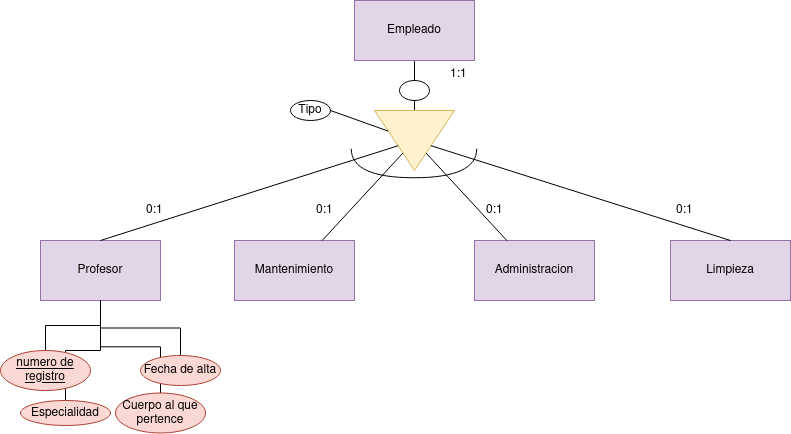 Empleado
1:1
Tipo
0:1
0:1
0:1
0:1
Profesor
Mantenimiento
Administracion
Limpieza
numero de
registro
Fecha de alta
Especialidad
Cuerpo al que
pertence